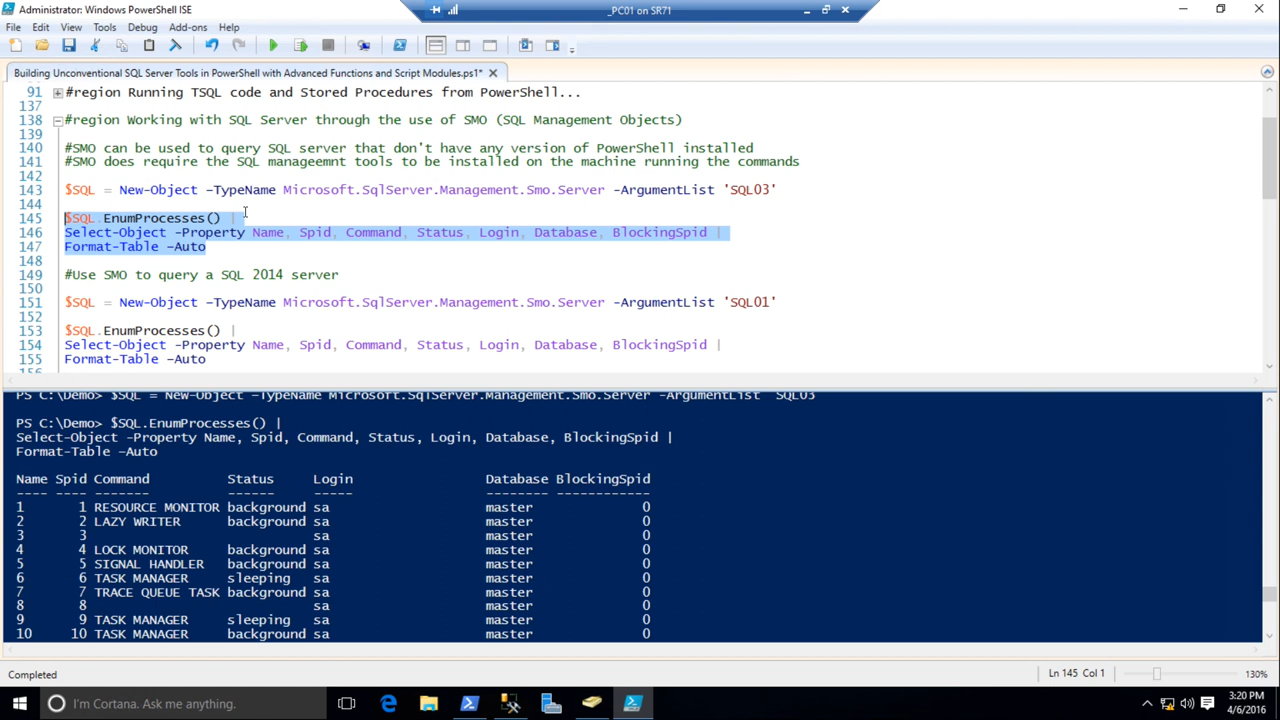 Administrator: Windows PowerShell ISE
_PC01 on SR71
File Edit View Tools Debug Add-ons Help
Building Unconventional SQL Server Tools in PowerShell with Advanced Functions and Script Modules.ps1*
91 #region Running TSQL code and Stored Procedures from PowerShell...
137
138 #region Working with SQL Server through the use of SMO (SQL Management Objects)
139
140 #SMO can be used to query SQL server that don't have any version of PowerShell installed
141 #SMO does require the SQL manageemnt tools to be installed on the machine running the commands
142
143 $SQL = New-Object -TypeName Microsoft.SqlServer.Management.Smo.Server -ArgumentList 'SQL03'
144
145 $SQL.EnumProcesses() |
146 Select-Object -Property Name, Spid, Command, Status, Login, Database, BlockingSpid |
147 Format-Table -Auto
148
149 #Use SMO to query a SQL 2014 server
150
151 $SQL = New-Object -TypeName Microsoft.SqlServer.Management.Smo.Server -ArgumentList 'SQL01'
152
153 $SQL.EnumProcesses() |
154 Select-Object -Property Name, Spid, Command, Status, Login, Database, BlockingSpid |
155 Format-Table -Auto
156
PS C:\Demo> $SQL = New-Object -TypeName Microsoft.SqlServer.Management.Smo.Server -ArgumentList 'SQL03'
PS C:\Demo> $SQL.EnumProcesses() |
Select-Object -Property Name, Spid, Command, Status, Login, Database, BlockingSpid |
Format-Table -Auto
Name Spid Command Status Login Database BlockingSpid
---- ---- ------- ------ ----- -------- ------------
1 1 RESOURCE MONITOR background sa master 0
2 2 LAZY WRITER background sa master 0
3 3 sa master 0
4 4 LOCK MONITOR background sa master 0
5 5 SIGNAL HANDLER background sa master 0
6 6 TASK MANAGER sleeping sa master 0
7 7 TRACE QUEUE TASK background sa master 0
8 8 sa master 0
9 9 TASK MANAGER sleeping sa master 0
10 10 TASK MANAGER background sa master 0
Completed
Ln 145 Col 1
130%
I'm Cortana. Ask me anything.
3:20 PM
4/6/2016